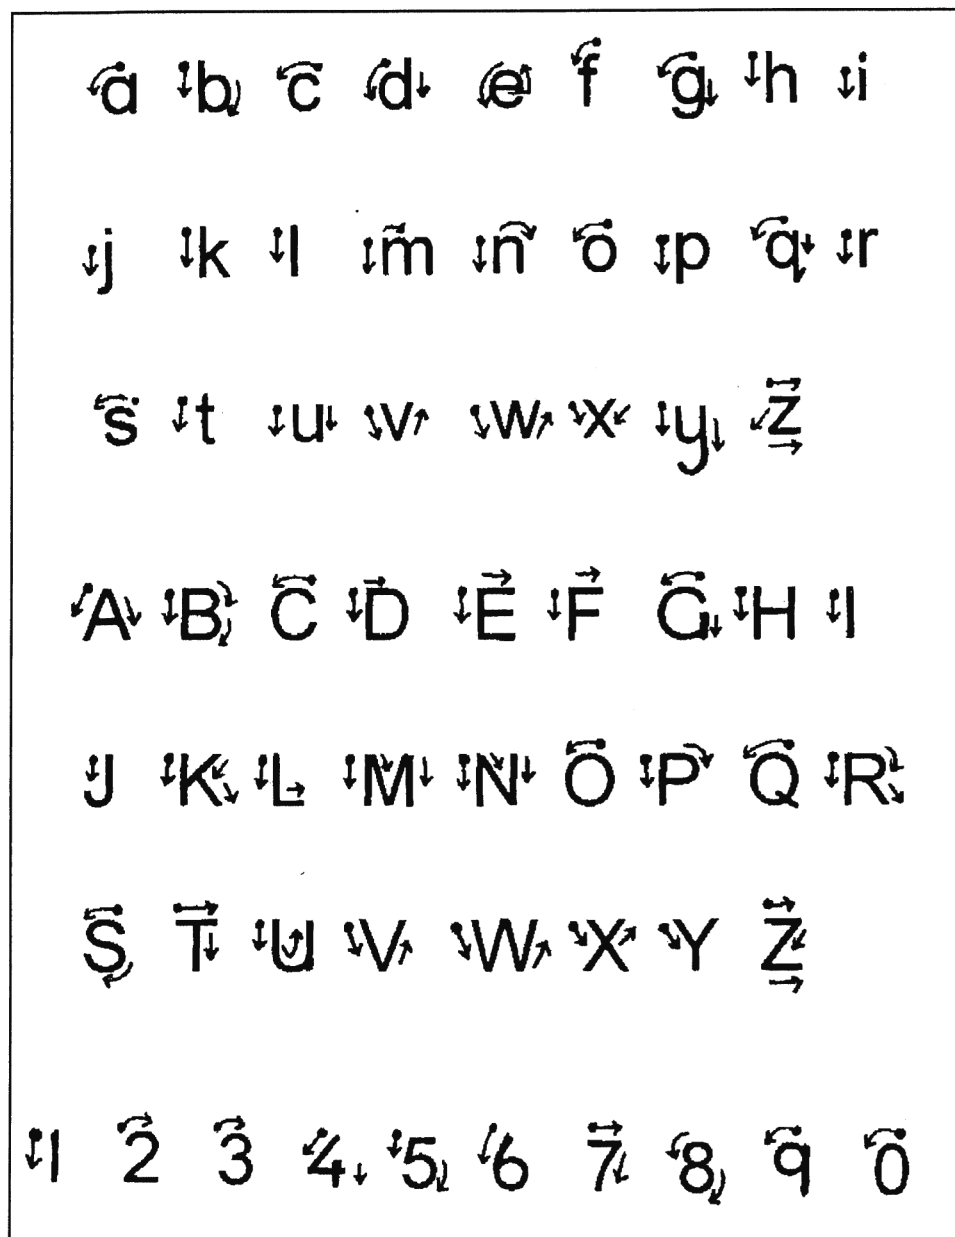 a b c d e f g h i
j k l m n o p q r
s t u v w x y z
A B C D E F G H I
J K L M N O P Q R
S T U V W X Y Z
1 2 3 4 5 6 7 8 9 0